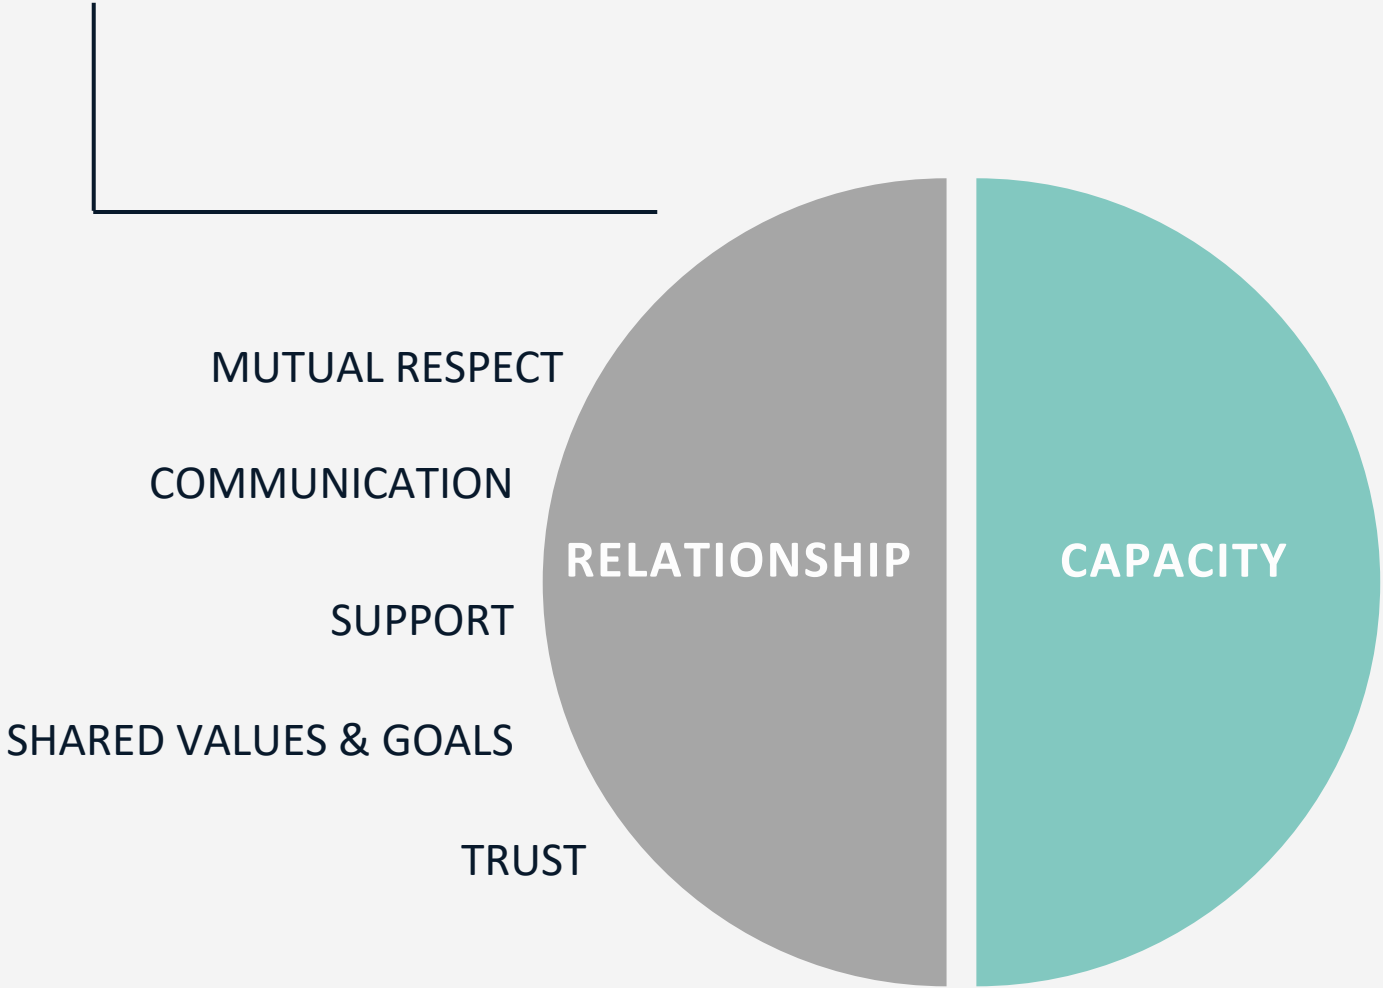 MUTUAL RESPECT
COMMUNICATION
RELATIONSHIP
CAPACITY
SUPPORT
SHARED VALUES & GOALS
TRUST